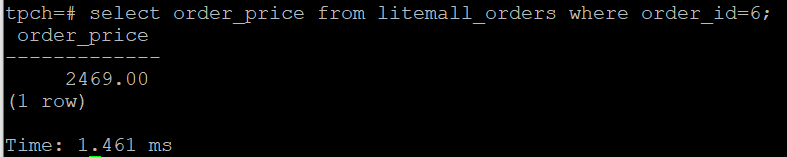 tpch=# select order_price from litemall_orders where order_id=6;
 order_price
-------------
     2469.00
(1 row)

Time: 1.461 ms